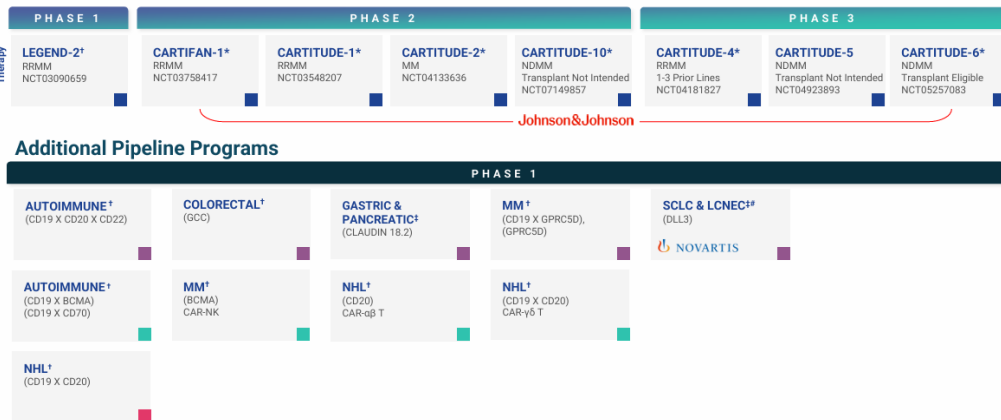 PHASE 1
PHASE 2
PHASE 3
Therapy
LEGEND-2†
RRMM
NCT03090659
CARTIFAN-1*
RRMM
NCT03758417
CARTITUDE-1*
RRMM
NCT03548207
CARTITUDE-2*
MM
NCT04133636
CARTITUDE-10*
NDMM
Transplant Not Intended
NCT07149857
CARTITUDE-4*
RRMM
1-3 Prior Lines
NCT04181827
CARTITUDE-5
NDMM
Transplant Not Intended
NCT04923893
CARTITUDE-6*
NDMM
Transplant Eligible
NCT05257083
Johnson&Johnson
Additional Pipeline Programs
PHASE 1
AUTOIMMUNE†
(CD19 X CD20 X CD22)
COLORECTAL†
(GCC)
GASTRIC &
PANCREATIC‡
(CLAUDIN 18.2)
MM†
(CD19 X GPRC5D),
(GPRC5D)
SCLC & LCNEC‡#
(DLL3)
NOVARTIS
AUTOIMMUNE†
(CD19 X BCMA)
(CD19 X CD70)
MM†
(BCMA)
CAR-NK
NHL†
(CD20)
CAR-αβ T
NHL†
(CD19 X CD20)
CAR-γδ T
NHL†
(CD19 X CD20)